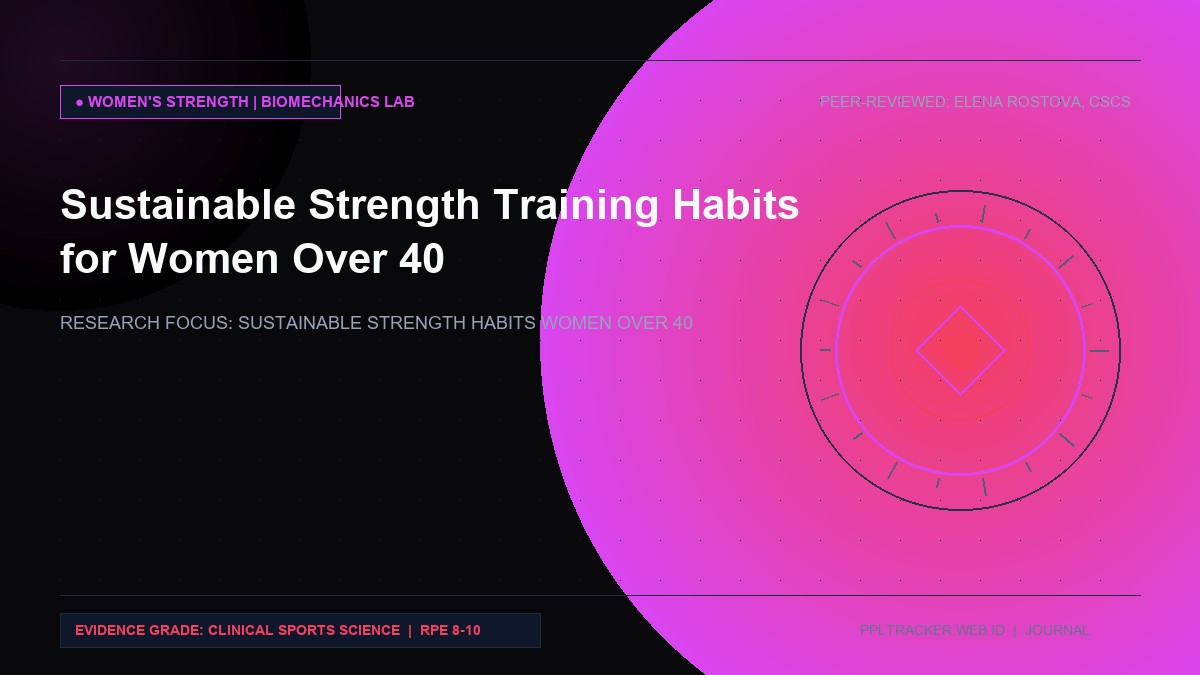 ● WOMEN'S STRENGTH | BIOMECHANICS LAB
PEER-REVIEWED: ELENA ROSTOVA, CSCS
Sustainable Strength Training Habits
for Women Over 40
RESEARCH FOCUS: SUSTAINABLE STRENGTH HABITS WOMEN OVER 40
EVIDENCE GRADE: CLINICAL SPORTS SCIENCE | RPE 8-10
PPLTRACKER.WEB.ID | JOURNAL